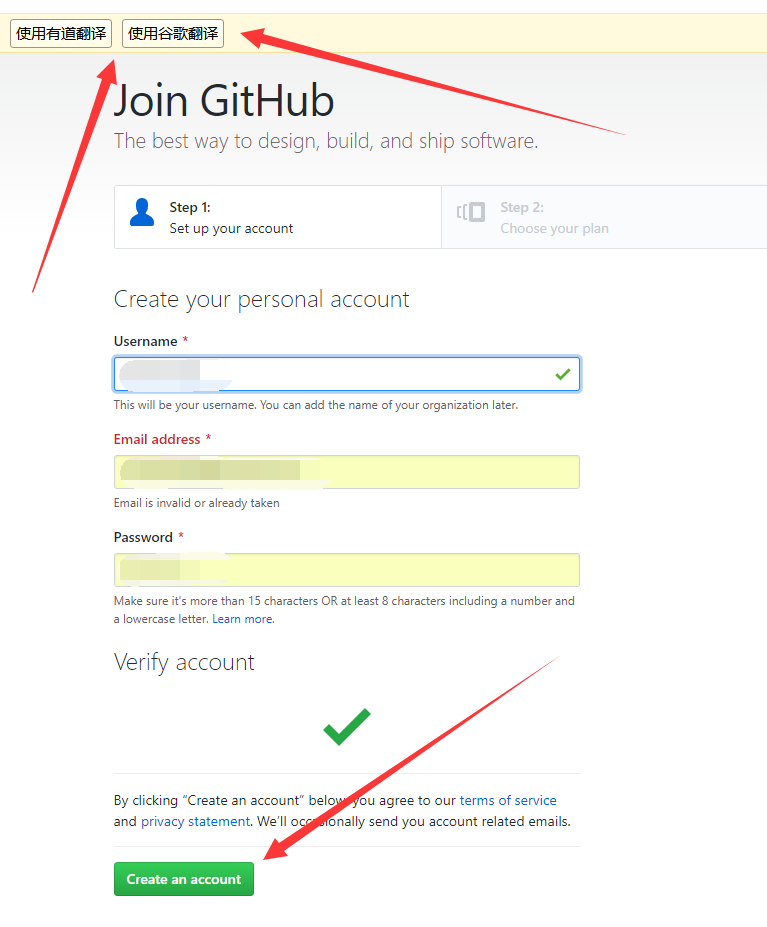 使用有道翻译 使用谷歌翻译
Join GitHub
The best way to design, build, and ship software.
Step 1:
Set up your account
Step 2:
Choose your plan
Create your personal account
Username *
This will be your username. You can add the name of your organization later.
Email address *
Email is invalid or already taken
Password *
Make sure it's more than 15 characters OR at least 8 characters including a number and
a lowercase letter. Learn more.
Verify account
By clicking “Create an account” below, you agree to our terms of service
and privacy statement. We’ll occasionally send you account related emails.
Create an account